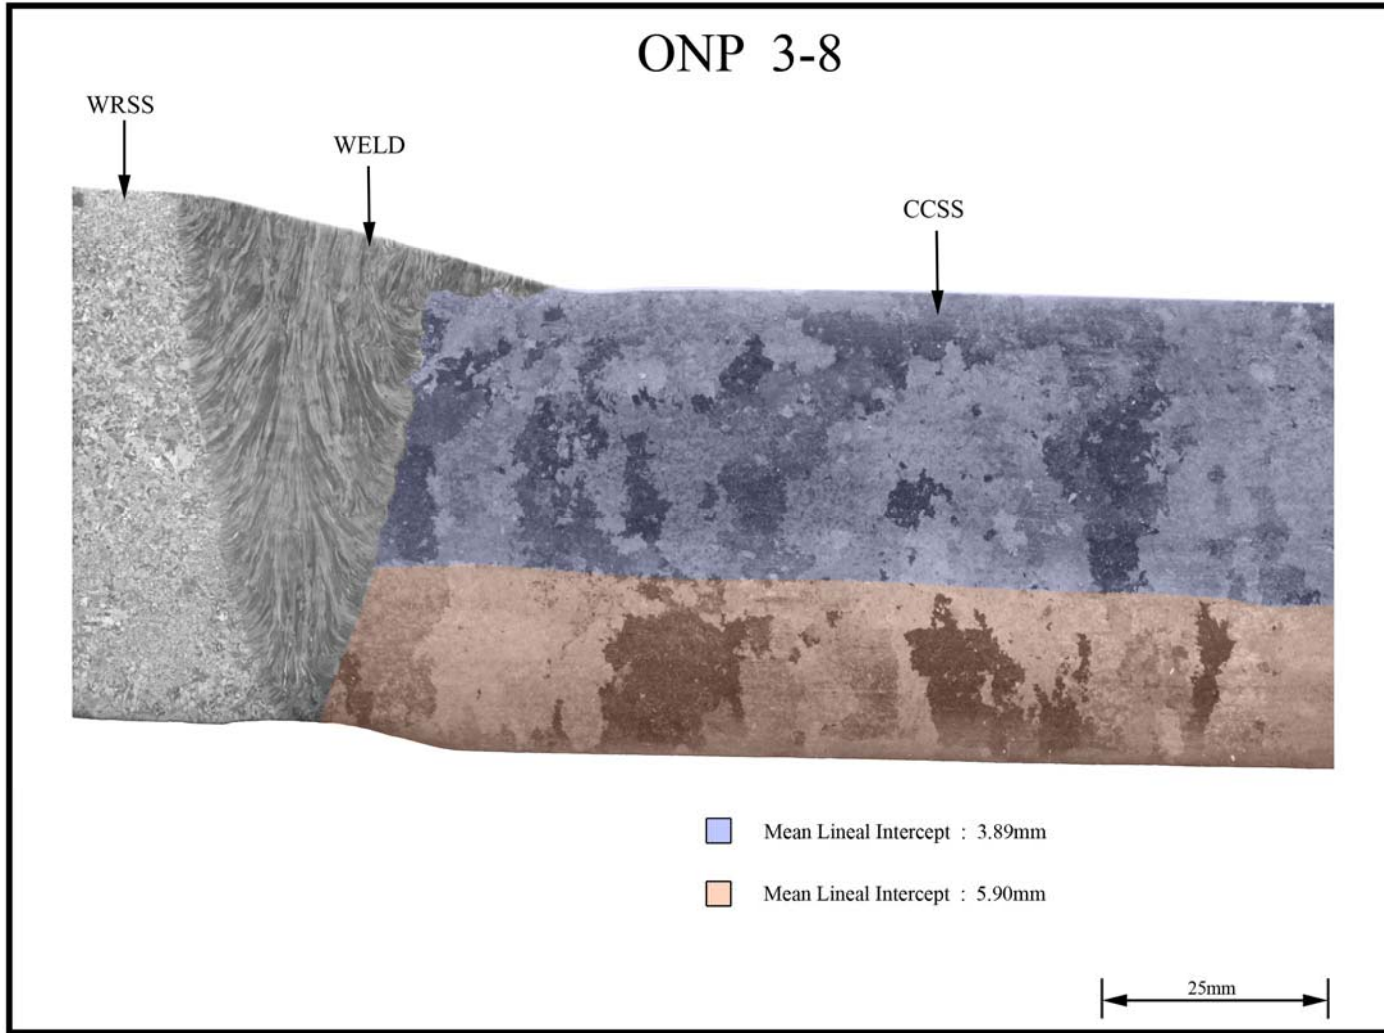 ONP 3-8
WRSS
WELD
CCSS
Mean Lineal Intercept : 3.89mm
Mean Lineal Intercept : 5.90mm
25mm